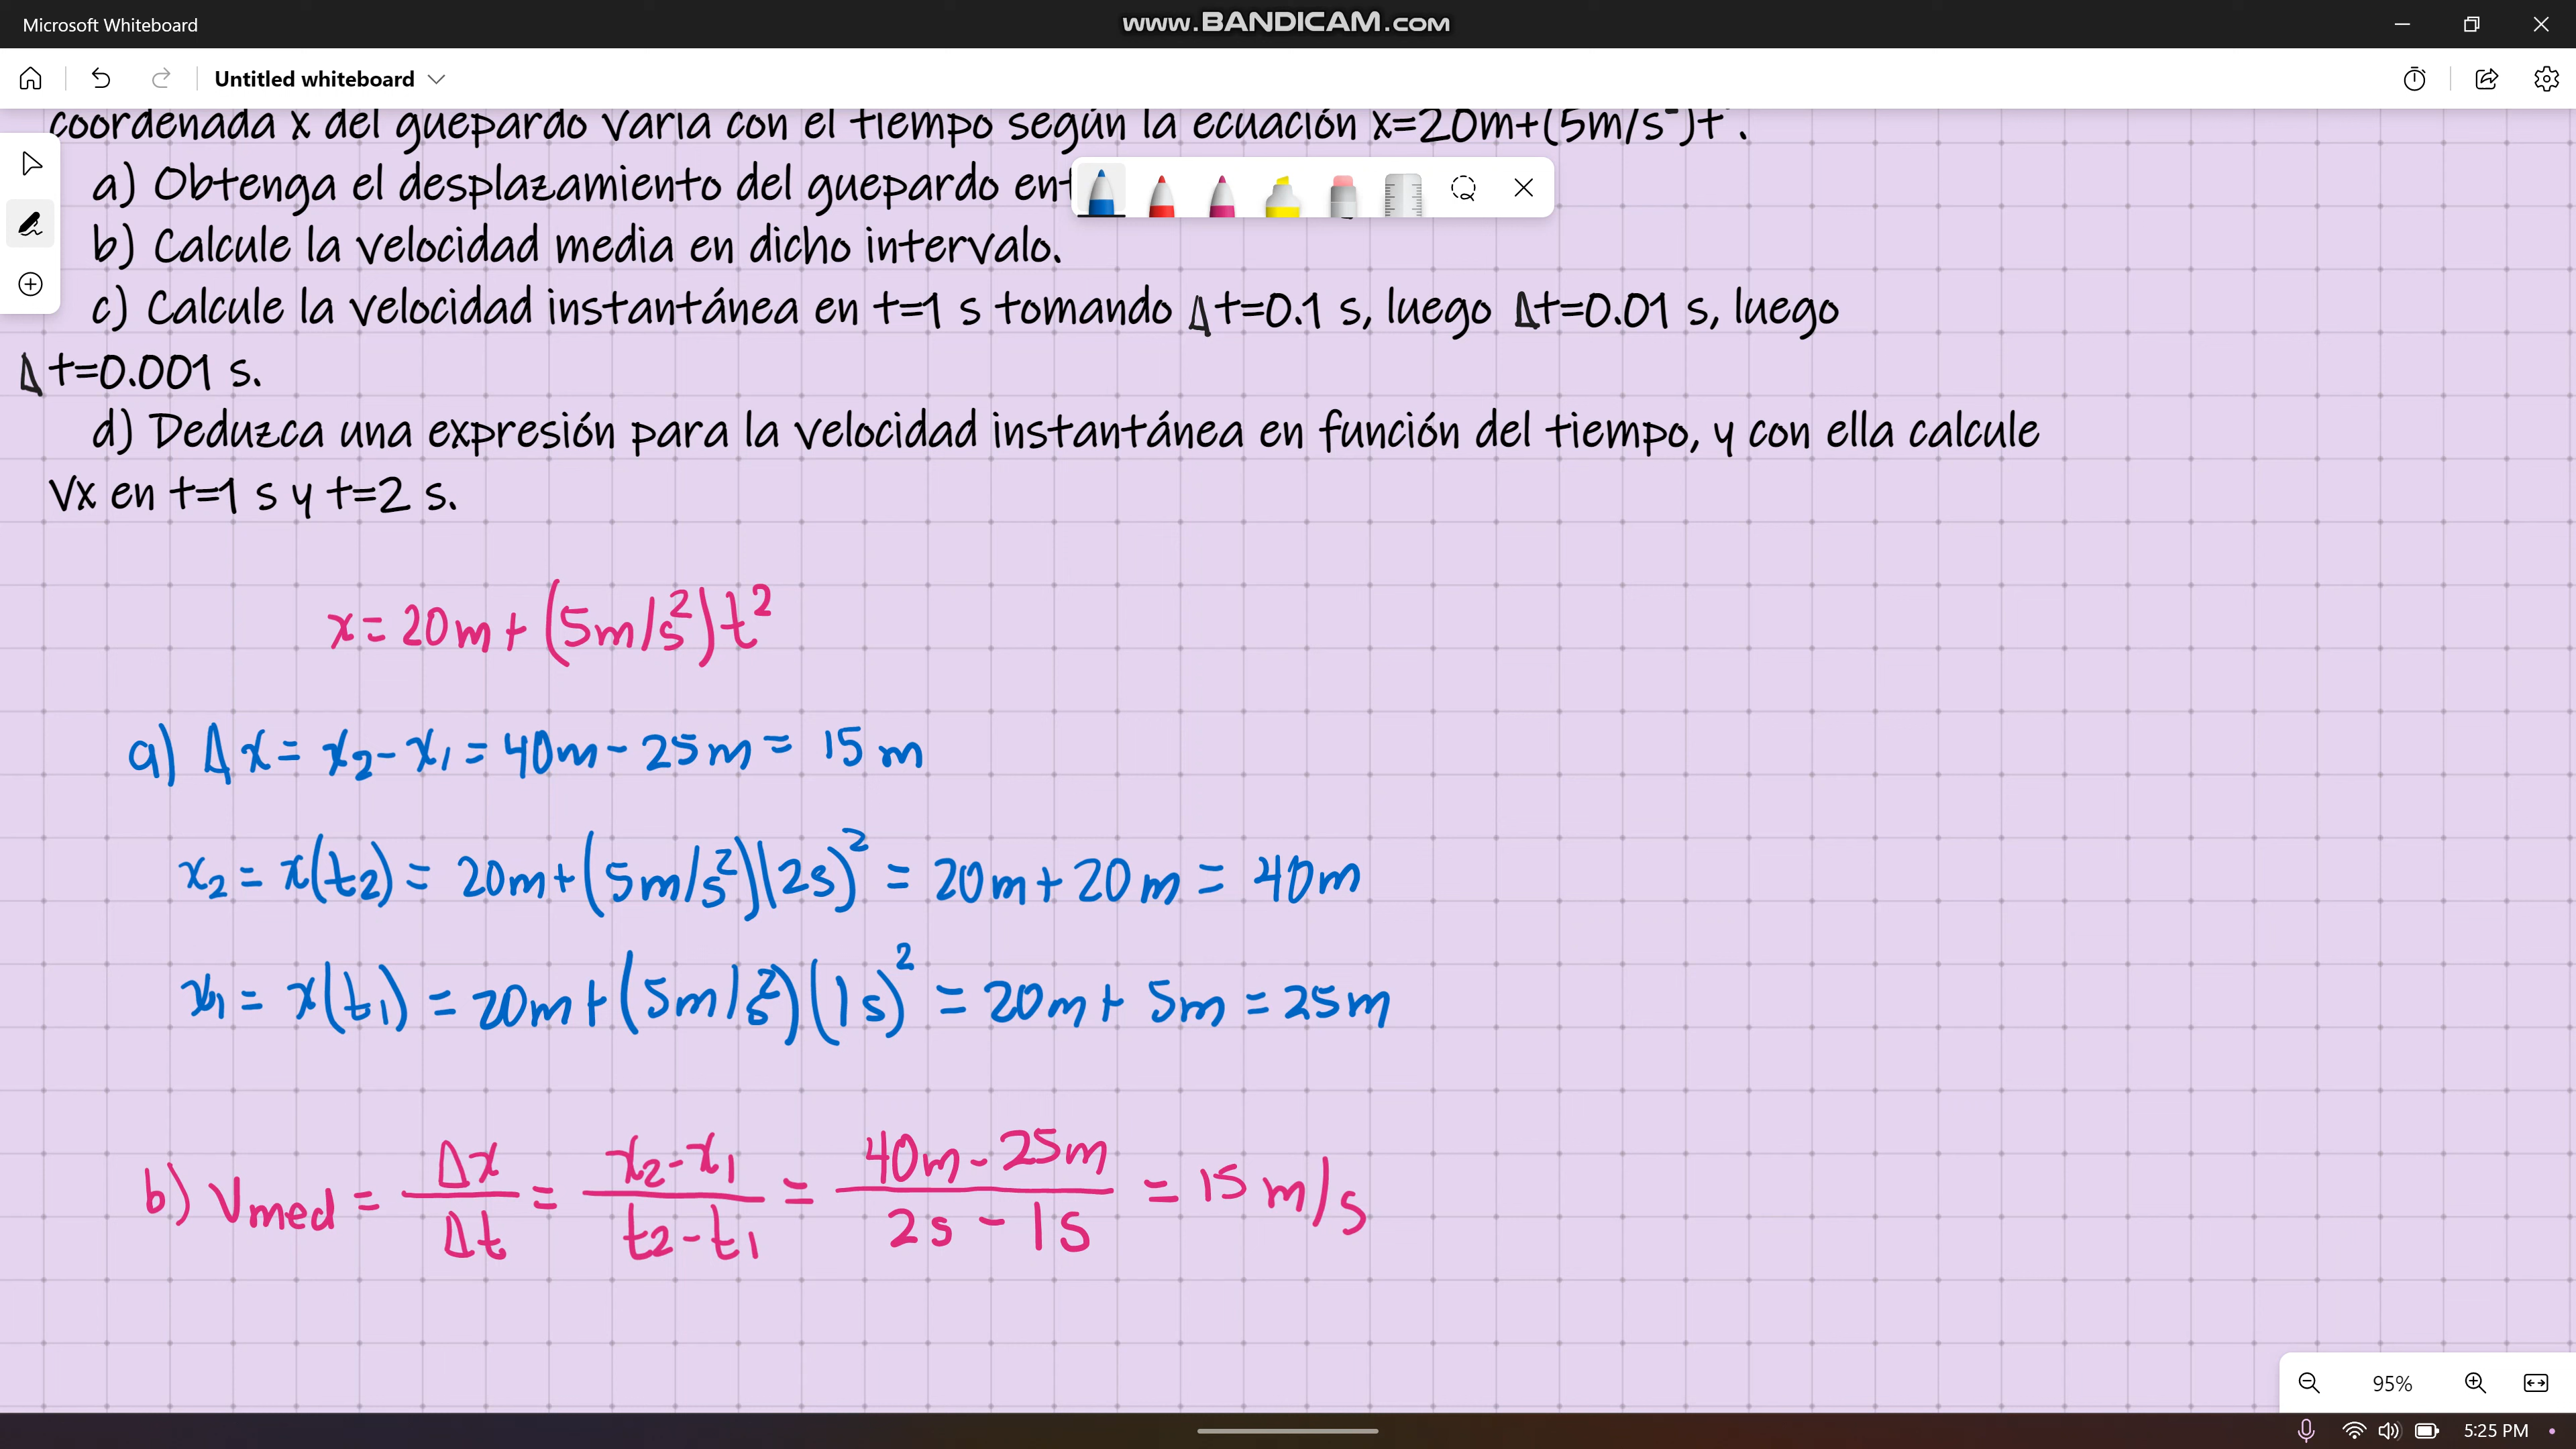 Microsoft Whiteboard
www.BANDICAM.com
Untitled whiteboard
coordenada x del guepardo varía con el tiempo según la ecuación x=20m+(5m/s²)t².
a) Obtenga el desplazamiento del guepardo ent
b) Calcule la velocidad media en dicho intervalo.
c) Calcule la velocidad instantánea en t=1 s tomando Δt=0.1 s, luego Δt=0.01 s, luego
Δt=0.001 s.
d) Deduzca una expresión para la velocidad instantánea en función del tiempo, y con ella calcule
Vx en t=1 s y t=2 s.
x = 20m + (5m/s²)t²
a) Δx = x₂ - x₁ = 40m - 25m = 15 m
x₂ = x(t₂) = 20m + (5m/s²)(2s)² = 20m + 20m = 40m
x₁ = x(t₁) = 20m + (5m/s²)(1s)² = 20m + 5m = 25m
b) Vmed = Δx/Δt = (x₂ - x₁)/(t₂ - t₁) = (40m - 25m)/(2s - 1s) = 15 m/s
95%
5:25 PM